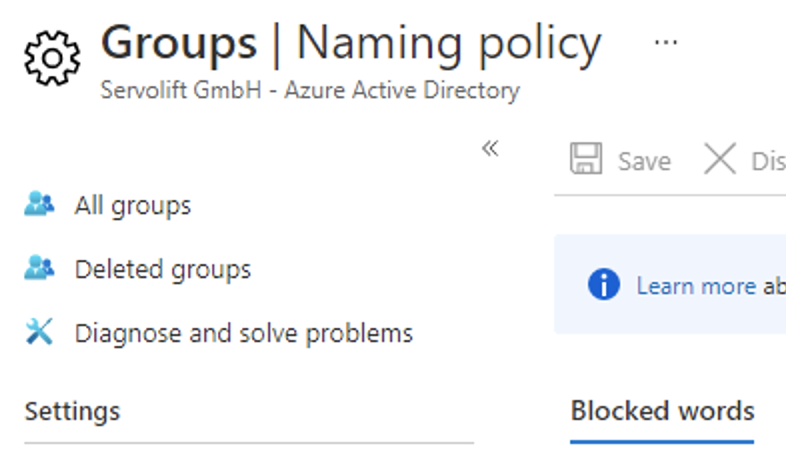 Groups | Naming policy ...
Servolift GmbH - Azure Active Directory
«
Save Dis
All groups
Deleted groups
Learn more ab
Diagnose and solve problems
Settings
Blocked words